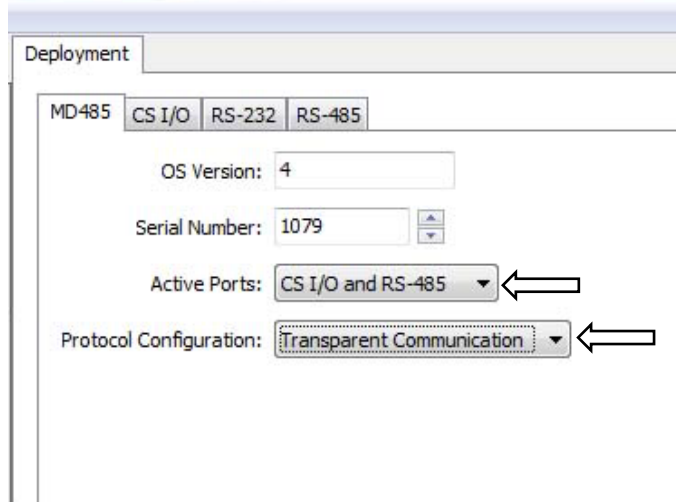 Deployment
MD485 CS I/O RS-232 RS-485
OS Version: 4
Serial Number: 1079
Active Ports: CS I/O and RS-485
Protocol Configuration: Transparent Communication